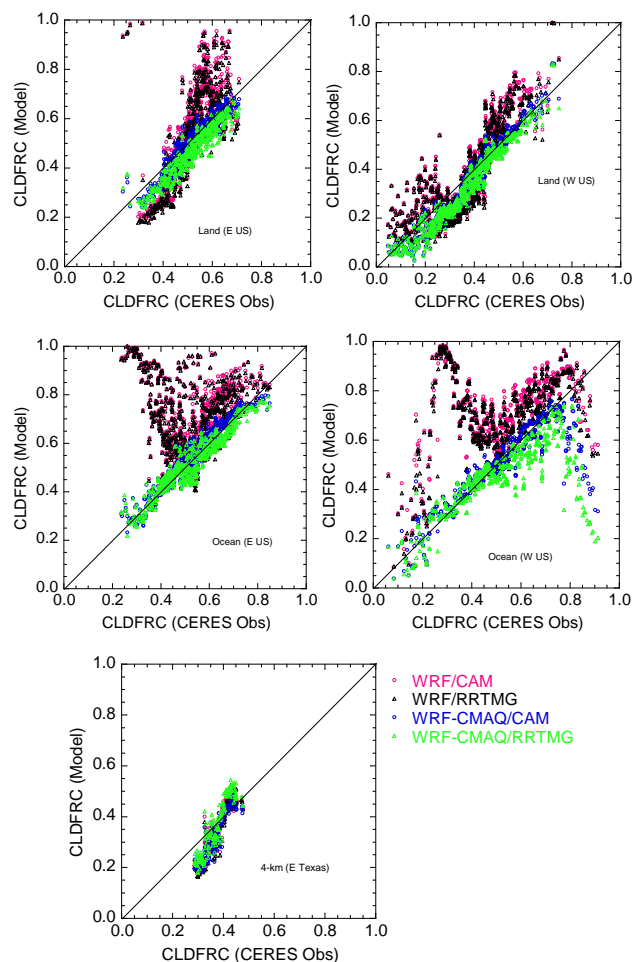 1.0
0.8
0.6
0.4
0.2
0.0
CLDFRC (Model)
Land (E US)
0.0 0.2 0.4 0.6 0.8 1.0
CLDFRC (CERES Obs)
1.0
0.8
0.6
0.4
0.2
0.0
CLDFRC (Model)
Land (W US)
0.0 0.2 0.4 0.6 0.8 1.0
CLDFRC (CERES Obs)
1.0
0.8
0.6
0.4
0.2
0.0
CLDFRC (Model)
Ocean (E US)
0.0 0.2 0.4 0.6 0.8 1.0
CLDFRC (CERES Obs)
1.0
0.8
0.6
0.4
0.2
0.0
CLDFRC (Model)
Ocean (W US)
0.0 0.2 0.4 0.6 0.8 1.0
CLDFRC (CERES Obs)
1.0
0.8
0.6
0.4
0.2
0.0
CLDFRC (Model)
4-km (E Texas)
0.0 0.2 0.4 0.6 0.8 1.0
CLDFRC (CERES Obs)
WRF/CAM
WRF/RRTMG
WRF-CMAQ/CAM
WRF-CMAQ/RRTMG